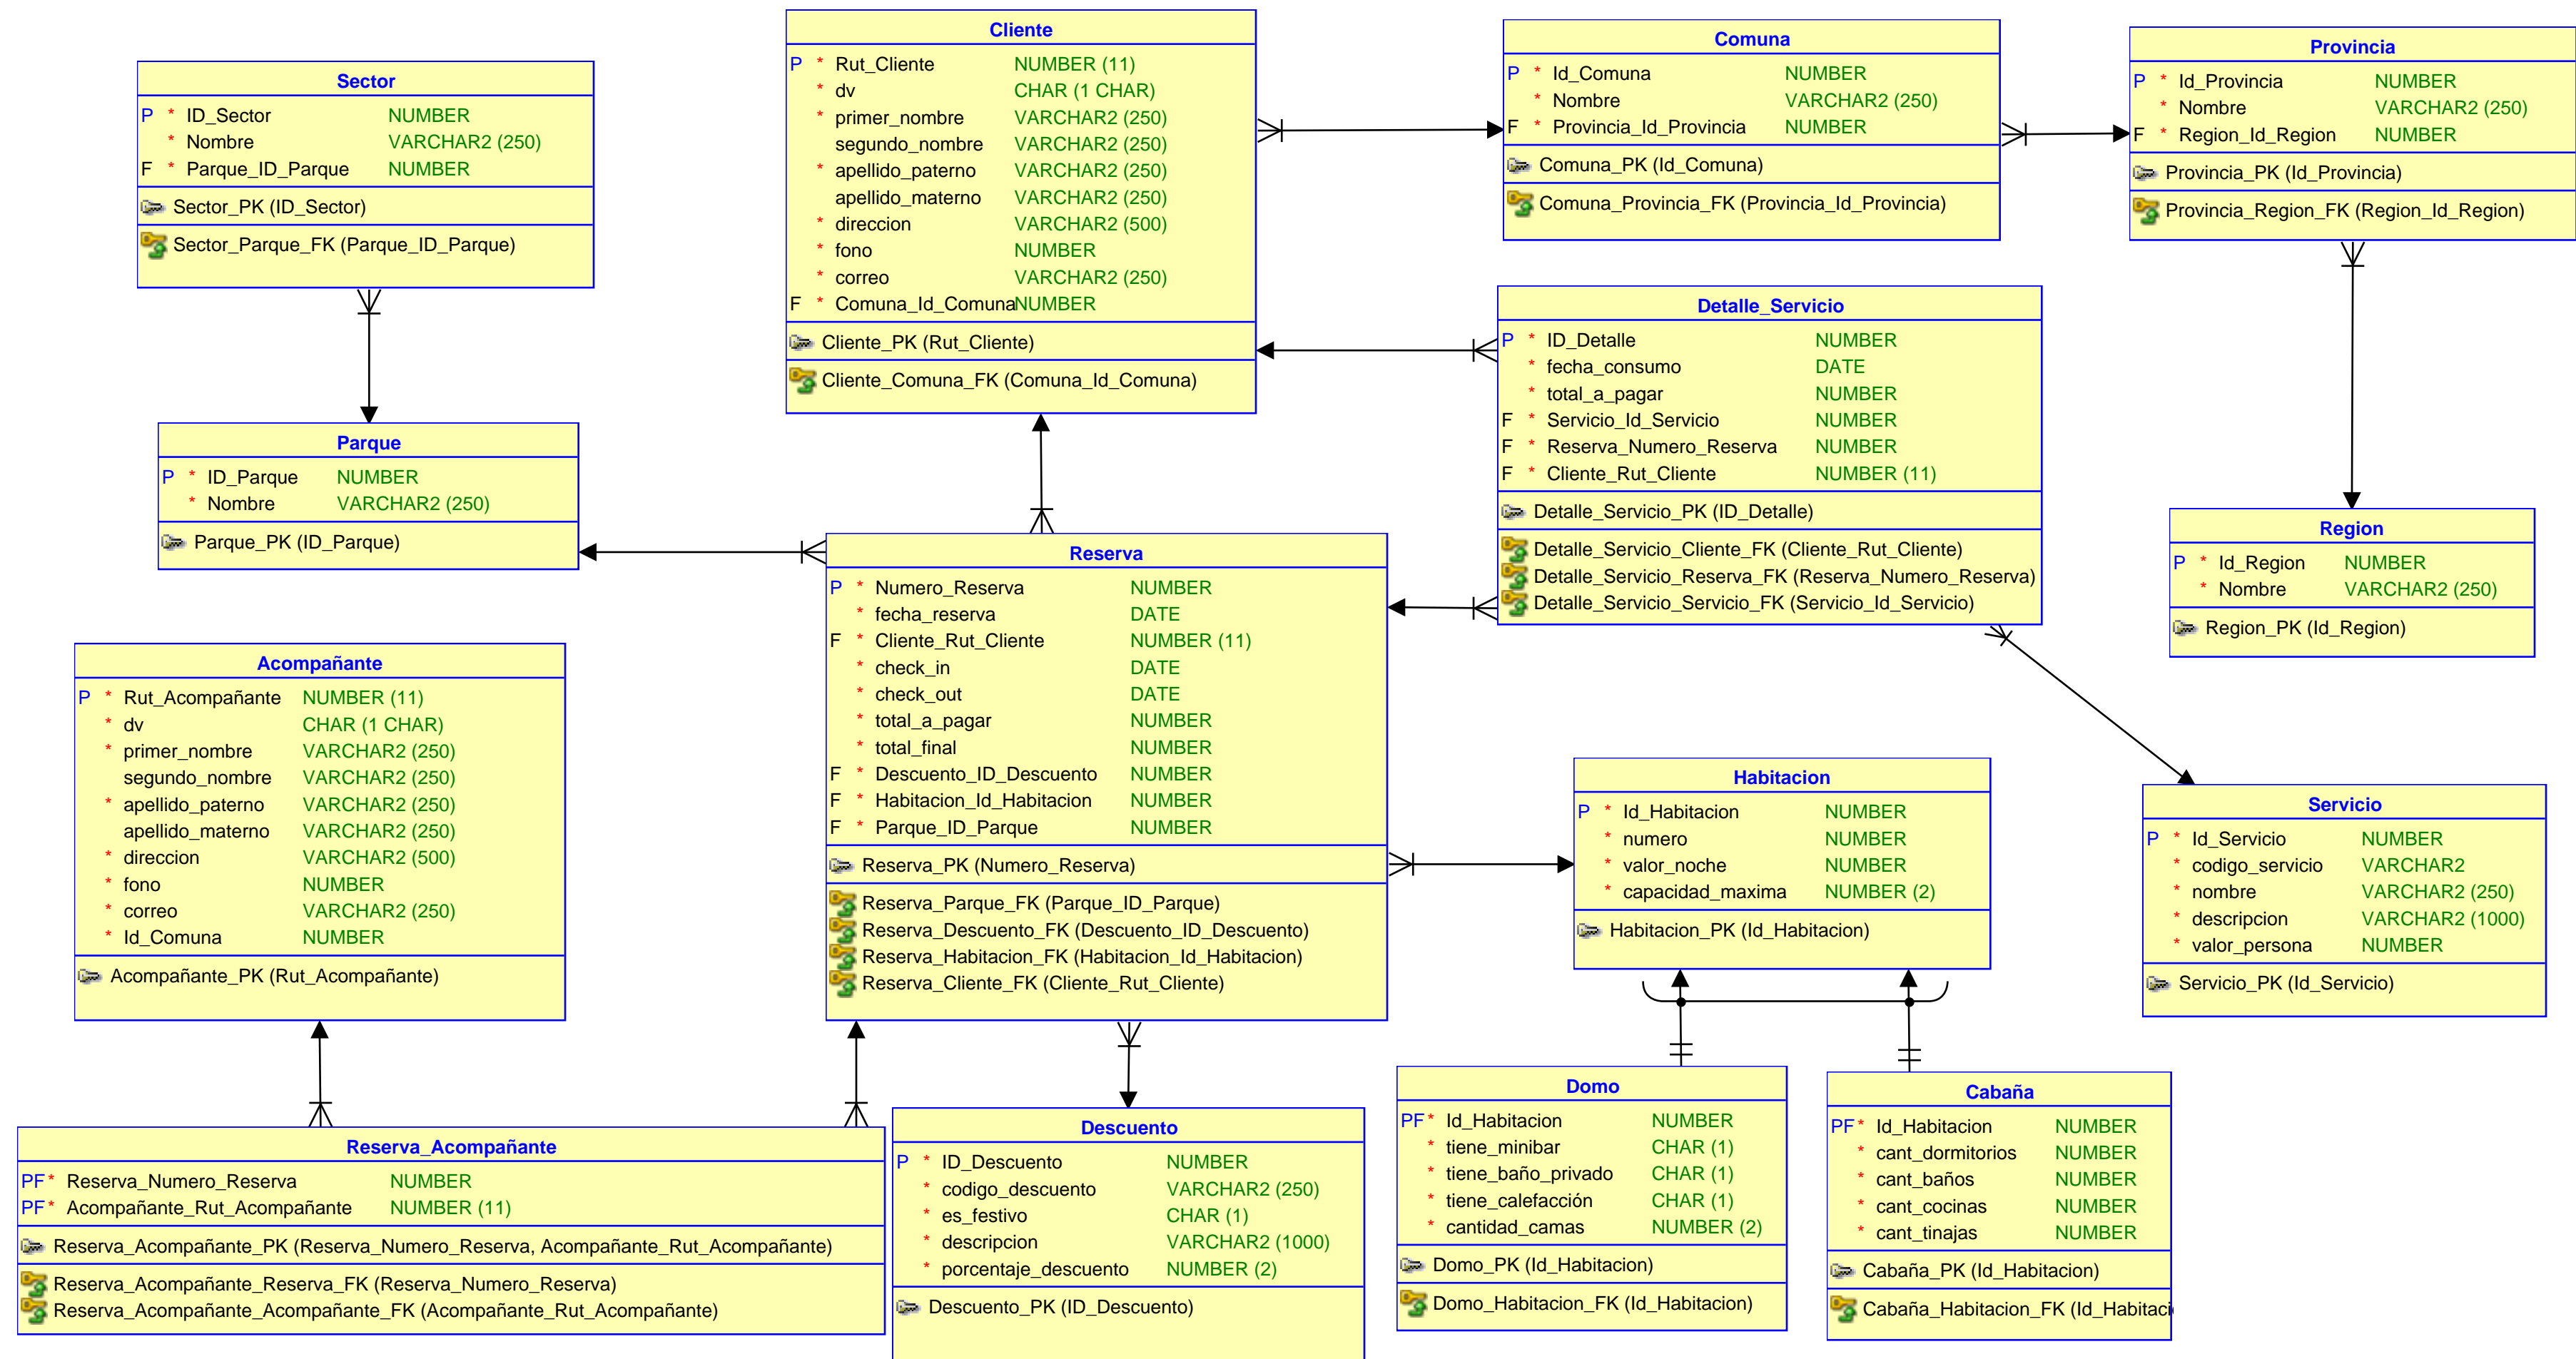 Sector
P * ID_Sector NUMBER
* Nombre VARCHAR2 (250)
F * Parque_ID_Parque NUMBER
Sector_PK (ID_Sector)
Sector_Parque_FK (Parque_ID_Parque)
Cliente
P * Rut_Cliente NUMBER (11)
* dv CHAR (1 CHAR)
* primer_nombre VARCHAR2 (250)
segundo_nombre VARCHAR2 (250)
* apellido_paterno VARCHAR2 (250)
apellido_materno VARCHAR2 (250)
* direccion VARCHAR2 (500)
* fono NUMBER
* correo VARCHAR2 (250)
F * Comuna_Id_Comuna NUMBER
Cliente_PK (Rut_Cliente)
Cliente_Comuna_FK (Comuna_Id_Comuna)
Comuna
P * Id_Comuna NUMBER
* Nombre VARCHAR2 (250)
F * Provincia_Id_Provincia NUMBER
Comuna_PK (Id_Comuna)
Comuna_Provincia_FK (Provincia_Id_Provincia)
Provincia
P * Id_Provincia NUMBER
* Nombre VARCHAR2 (250)
F * Region_Id_Region NUMBER
Provincia_PK (Id_Provincia)
Provincia_Region_FK (Region_Id_Region)
Detalle_Servicio
P * ID_Detalle NUMBER
* fecha_consumo DATE
* total_a_pagar NUMBER
F * Servicio_Id_Servicio NUMBER
F * Reserva_Numero_Reserva NUMBER
F * Cliente_Rut_Cliente NUMBER (11)
Detalle_Servicio_PK (ID_Detalle)
Detalle_Servicio_Cliente_FK (Cliente_Rut_Cliente)
Detalle_Servicio_Reserva_FK (Reserva_Numero_Reserva)
Detalle_Servicio_Servicio_FK (Servicio_Id_Servicio)
Parque
P * ID_Parque NUMBER
* Nombre VARCHAR2 (250)
Parque_PK (ID_Parque)
Reserva
P * Numero_Reserva NUMBER
* fecha_reserva DATE
F * Cliente_Rut_Cliente NUMBER (11)
* check_in DATE
* check_out DATE
* total_a_pagar NUMBER
* total_final NUMBER
F * Descuento_ID_Descuento NUMBER
F * Habitacion_Id_Habitacion NUMBER
F * Parque_ID_Parque NUMBER
Reserva_PK (Numero_Reserva)
Reserva_Parque_FK (Parque_ID_Parque)
Reserva_Descuento_FK (Descuento_ID_Descuento)
Reserva_Habitacion_FK (Habitacion_Id_Habitacion)
Reserva_Cliente_FK (Cliente_Rut_Cliente)
Region
P * Id_Region NUMBER
* Nombre VARCHAR2 (250)
Region_PK (Id_Region)
Acompañante
P * Rut_Acompañante NUMBER (11)
* dv CHAR (1 CHAR)
* primer_nombre VARCHAR2 (250)
segundo_nombre VARCHAR2 (250)
* apellido_paterno VARCHAR2 (250)
apellido_materno VARCHAR2 (250)
* direccion VARCHAR2 (500)
* fono NUMBER
* correo VARCHAR2 (250)
* Id_Comuna NUMBER
Acompañante_PK (Rut_Acompañante)
Habitacion
P * Id_Habitacion NUMBER
* numero NUMBER
* valor_noche NUMBER
* capacidad_maxima NUMBER (2)
Habitacion_PK (Id_Habitacion)
Servicio
P * Id_Servicio NUMBER
* codigo_servicio VARCHAR2
* nombre VARCHAR2 (250)
* descripcion VARCHAR2 (1000)
* valor_persona NUMBER
Servicio_PK (Id_Servicio)
Reserva_Acompañante
PF * Reserva_Numero_Reserva NUMBER
PF * Acompañante_Rut_Acompañante NUMBER (11)
Reserva_Acompañante_PK (Reserva_Numero_Reserva, Acompañante_Rut_Acompañante)
Reserva_Acompañante_Reserva_FK (Reserva_Numero_Reserva)
Reserva_Acompañante_Acompañante_FK (Acompañante_Rut_Acompañante)
Descuento
P * ID_Descuento NUMBER
* codigo_descuento VARCHAR2 (250)
* es_festivo CHAR (1)
* descripcion VARCHAR2 (1000)
* porcentaje_descuento NUMBER (2)
Descuento_PK (ID_Descuento)
Domo
PF * Id_Habitacion NUMBER
* tiene_minibar CHAR (1)
* tiene_baño_privado CHAR (1)
* tiene_calefacción CHAR (1)
* cantidad_camas NUMBER (2)
Domo_PK (Id_Habitacion)
Domo_Habitacion_FK (Id_Habitacion)
Cabaña
PF * Id_Habitacion NUMBER
* cant_dormitorios NUMBER
* cant_baños NUMBER
* cant_cocinas NUMBER
* cant_tinajas NUMBER
Cabaña_PK (Id_Habitacion)
Cabaña_Habitacion_FK (Id_Habitaci